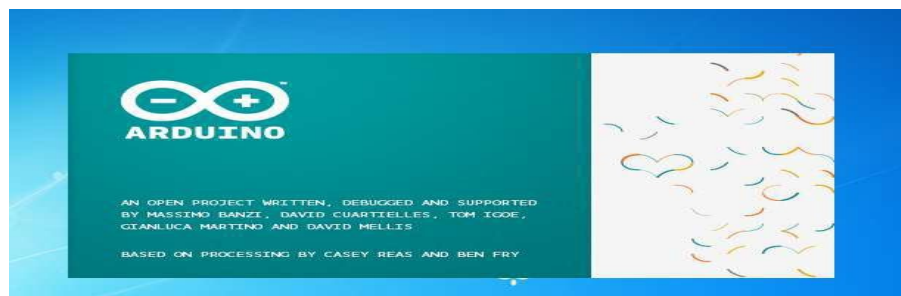 ARDUINO
AN OPEN PROJECT WRITTEN, DEBUGGED AND SUPPORTED
BY MASSIMO BANZI, DAVID CUARTIELLES, TOM IGOE,
GIANLUCA MARTINO AND DAVID MELLIS
BASED ON PROCESSING BY CASEY REAS AND BEN FRY